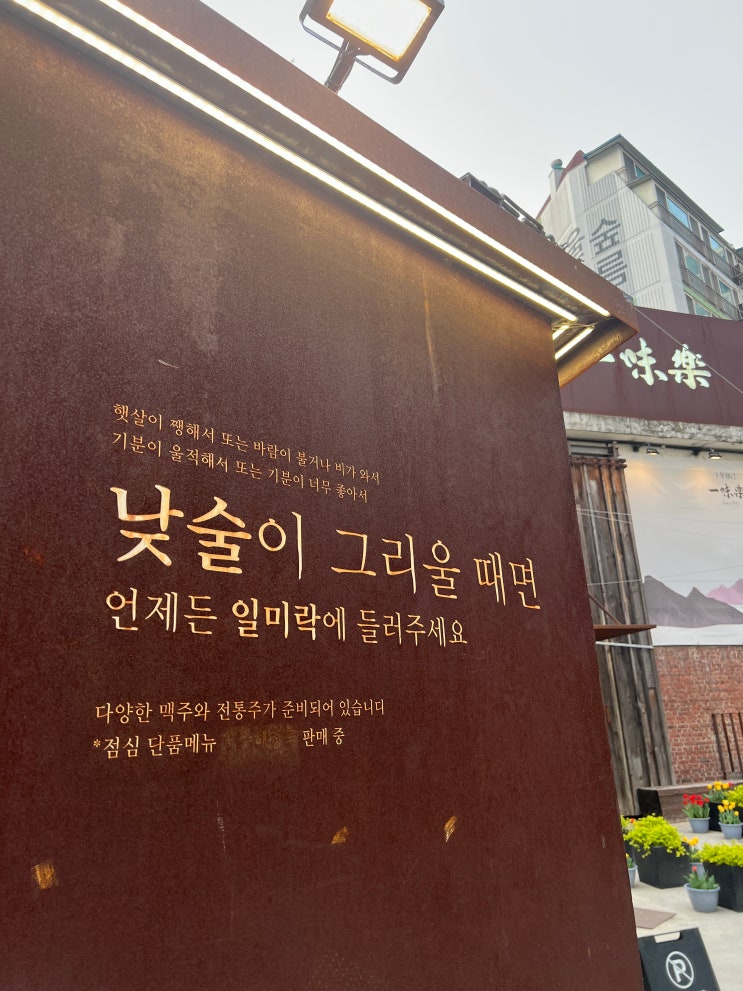 햇살이 쨍해서 또는 바람이 불거나 비가 와서
기분이 울적해서 또는 기분이 너무 좋아서
낮술이 그리울 때면
언제든 일미락에 들러주세요
다양한 맥주와 전통주가 준비되어 있습니다
*점심 단품메뉴 판매 중
一味楽
一味楽